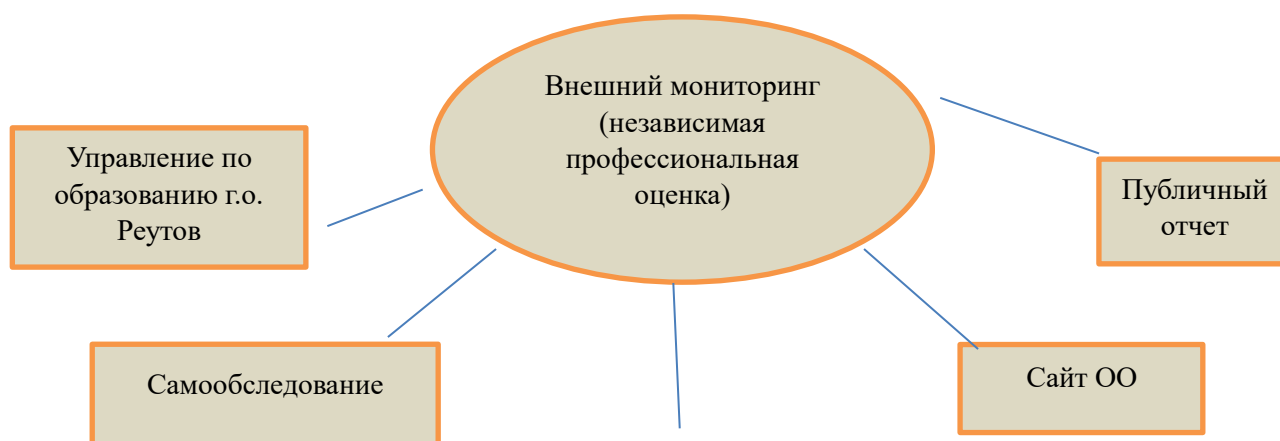 Внешний мониторинг
(независимая
профессиональная
оценка)
Управление по
образованию г.о.
Реутов
Публичный
отчет
Самообследование
Сайт ОО